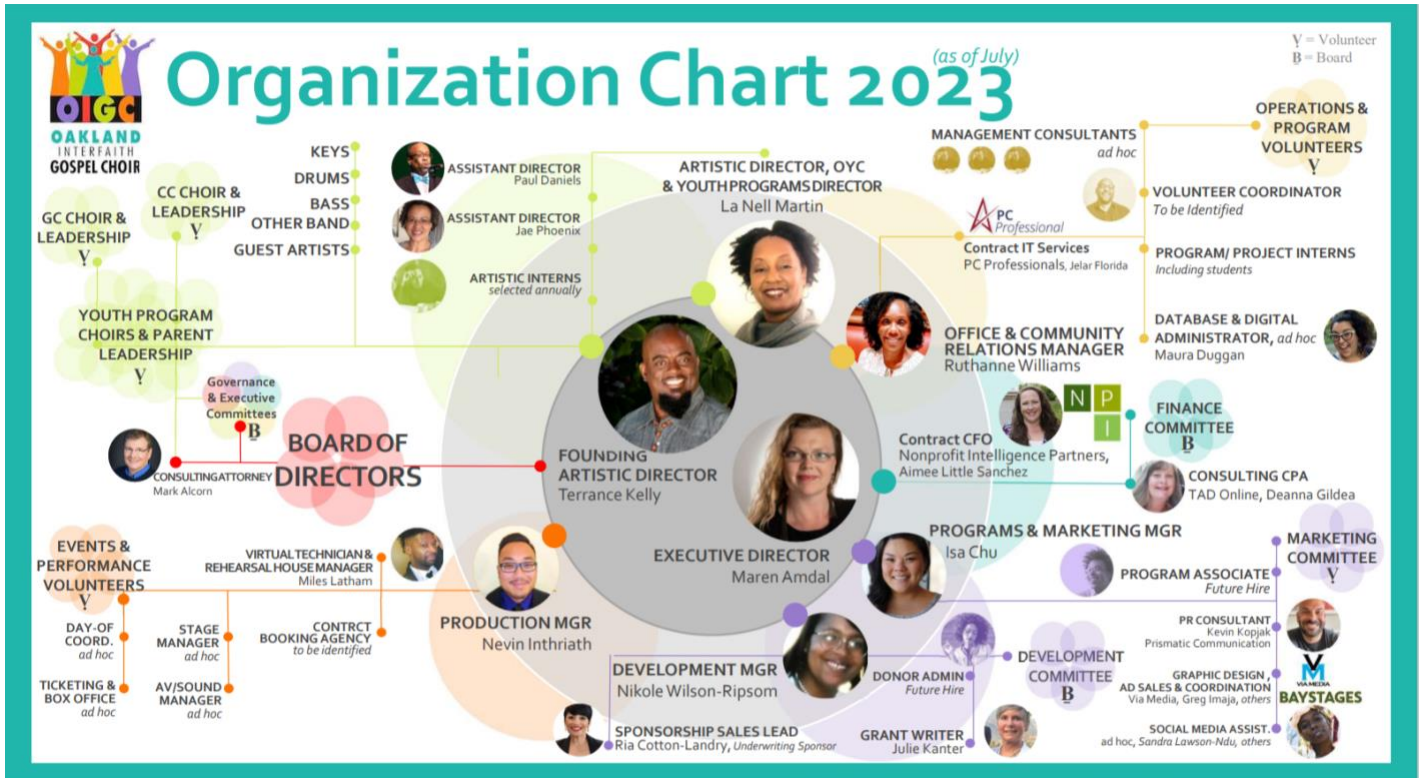 Organization Chart 2023
(as of July)
V = Volunteer
B = Board
OIGC
OAKLAND
INTERFAITH
GOSPEL CHOIR
GC CHOIR &
LEADERSHIP
V
CC CHOIR &
LEADERSHIP
V
YOUTH PROGRAM
CHOIRS & PARENT
LEADERSHIP
V
KEYS
DRUMS
BASS
OTHER BAND
GUEST ARTISTS
ASSISTANT DIRECTOR
Paul Daniels
ASSISTANT DIRECTOR
Jae Phoenix
ARTISTIC INTERNS
selected annually
ARTISTIC DIRECTOR, OYC
& YOUTH PROGRAMS DIRECTOR
La Nell Martin
MANAGEMENT CONSULTANTS
ad hoc
OPERATIONS &
PROGRAM
VOLUNTEERS
V
VOLUNTEER COORDINATOR
To be Identified
PC
Professional
Contract IT Services
PC Professionals, Jelar Florida
PROGRAM/ PROJECT INTERNS
Including students
DATABASE & DIGITAL
ADMINISTRATOR, ad hoc
Maura Duggan
OFFICE & COMMUNITY
RELATIONS MANAGER
Ruthanne Williams
Governance
& Executive
Committees
B
BOARD OF
DIRECTORS
CONSULTING ATTORNEY
Mark Alcorn
FOUNDING
ARTISTIC DIRECTOR
Terrance Kelly
EXECUTIVE DIRECTOR
Maren Amdal
N P
I
Contract CFO
Nonprofit Intelligence Partners,
Aimee Little Sanchez
FINANCE
COMMITTEE
B
CONSULTING CPA
TAD Online, Deanna Gildea
EVENTS &
PERFORMANCE
VOLUNTEERS
V
VIRTUAL TECHNICIAN &
REHEARSAL HOUSE MANAGER
Miles Latham
DAY-OF
COORD.
ad hoc
STAGE
MANAGER
ad hoc
CONTRCT
BOOKING AGENCY
to be identified
TICKETING &
BOX OFFICE
ad hoc
AV/SOUND
MANAGER
ad hoc
PRODUCTION MGR
Nevin Inthriath
PROGRAMS & MARKETING MGR
Isa Chu
MARKETING
COMMITTEE
V
PROGRAM ASSOCIATE
Future Hire
PR CONSULTANT
Kevin Kopjak
Prismatic Communication
GRAPHIC DESIGN ,
AD SALES & COORDINATION
Via Media, Greg Imaja, others
VM
VIA MEDIA
BAYSTAGES
SOCIAL MEDIA ASSIST.
ad hoc, Sandra Lawson-Ndu, others
DEVELOPMENT MGR
Nikole Wilson-Ripsom
DONOR ADMIN
Future Hire
DEVELOPMENT
COMMITTEE
B
SPONSORSHIP SALES LEAD
Ria Cotton-Landry, Underwriting Sponsor
GRANT WRITER
Julie Kanter